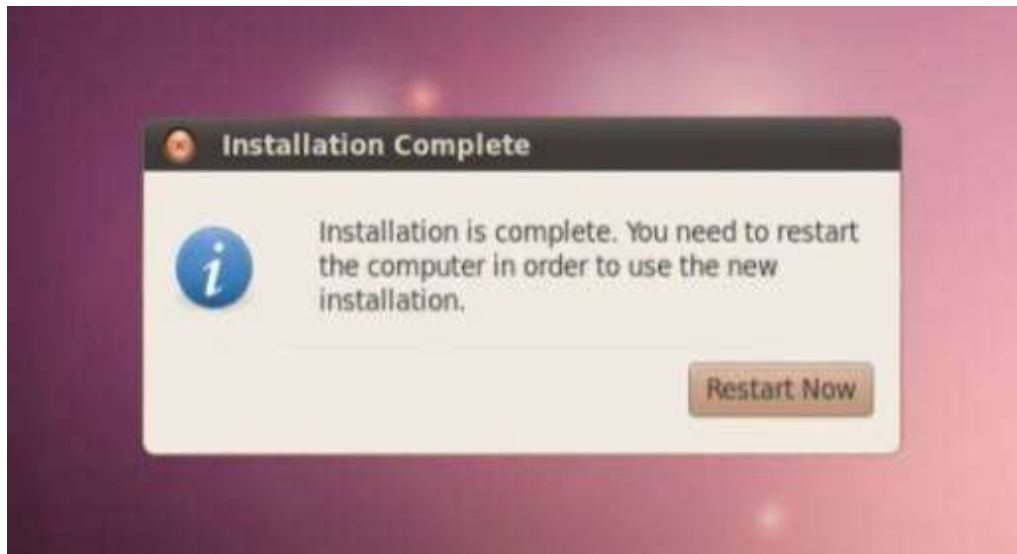 Installation Complete
Installation is complete. You need to restart
the computer in order to use the new
installation.
Restart Now